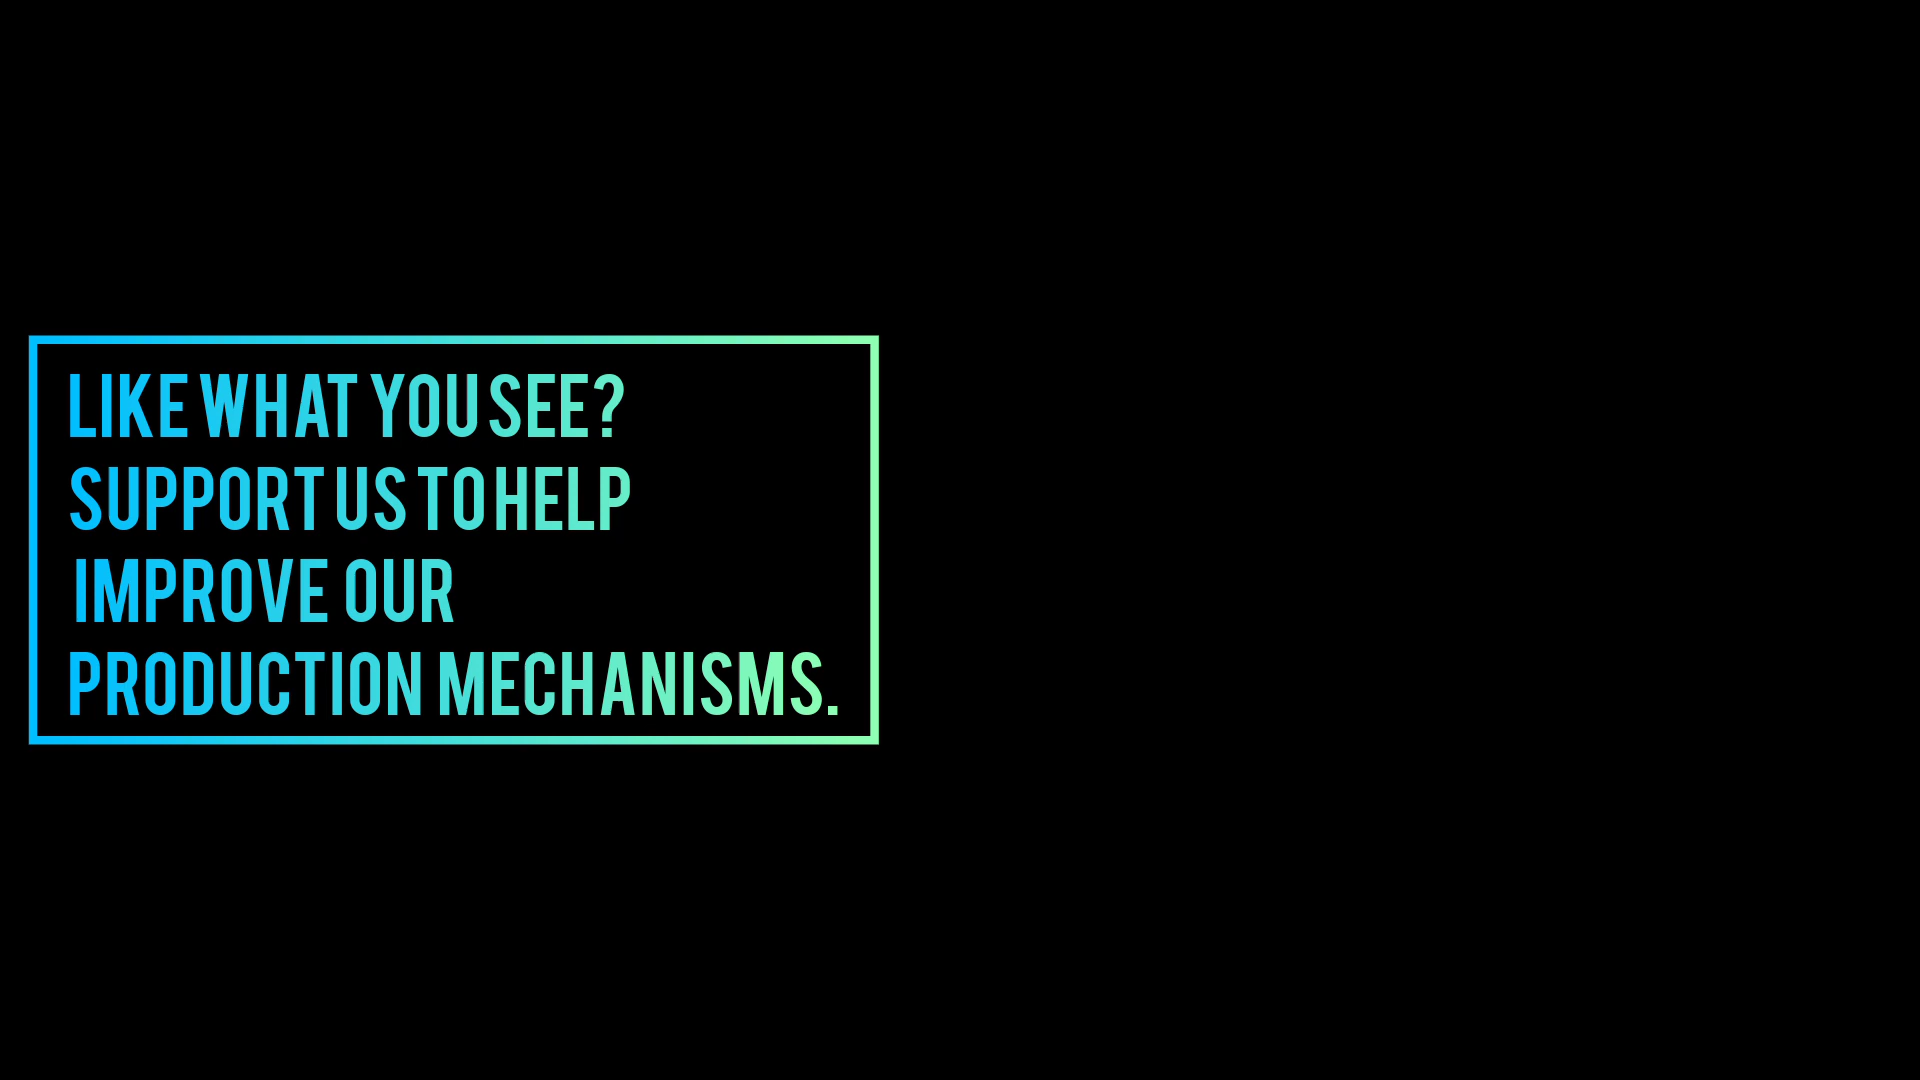 LIKE WHAT YOU SEE?
SUPPORT US TO HELP
IMPROVE OUR
PRODUCTION MECHANISMS.